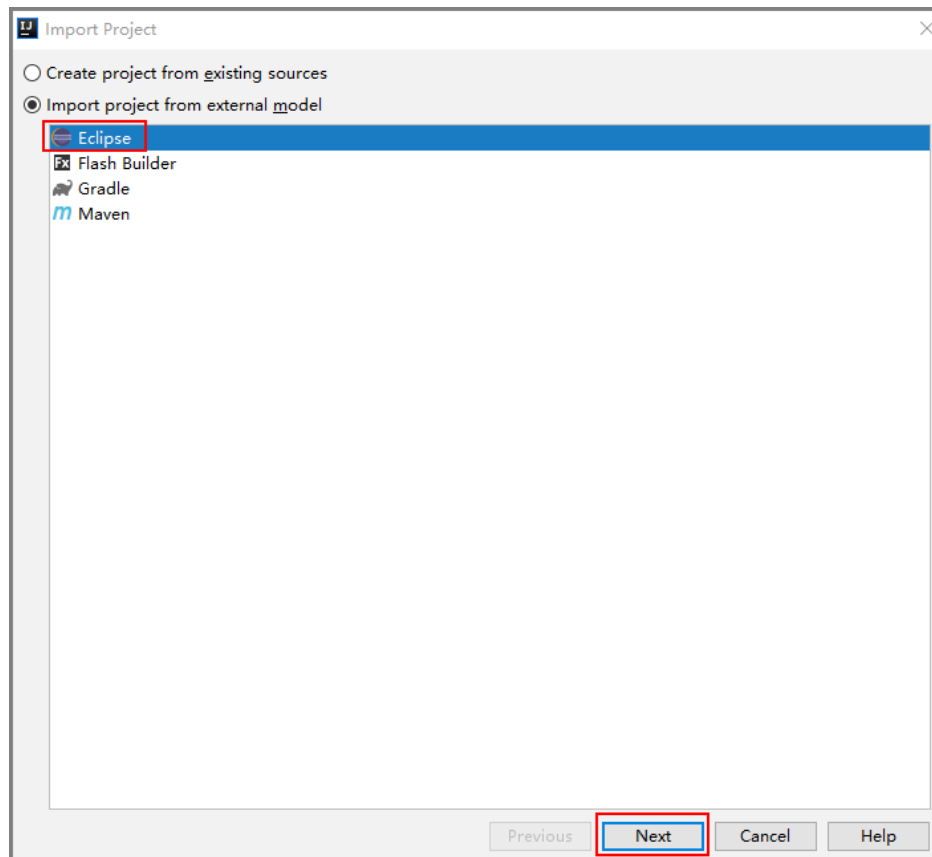 Import Project
Create project from existing sources
Import project from external model
Eclipse
Flash Builder
Gradle
Maven
Previous Next Cancel Help